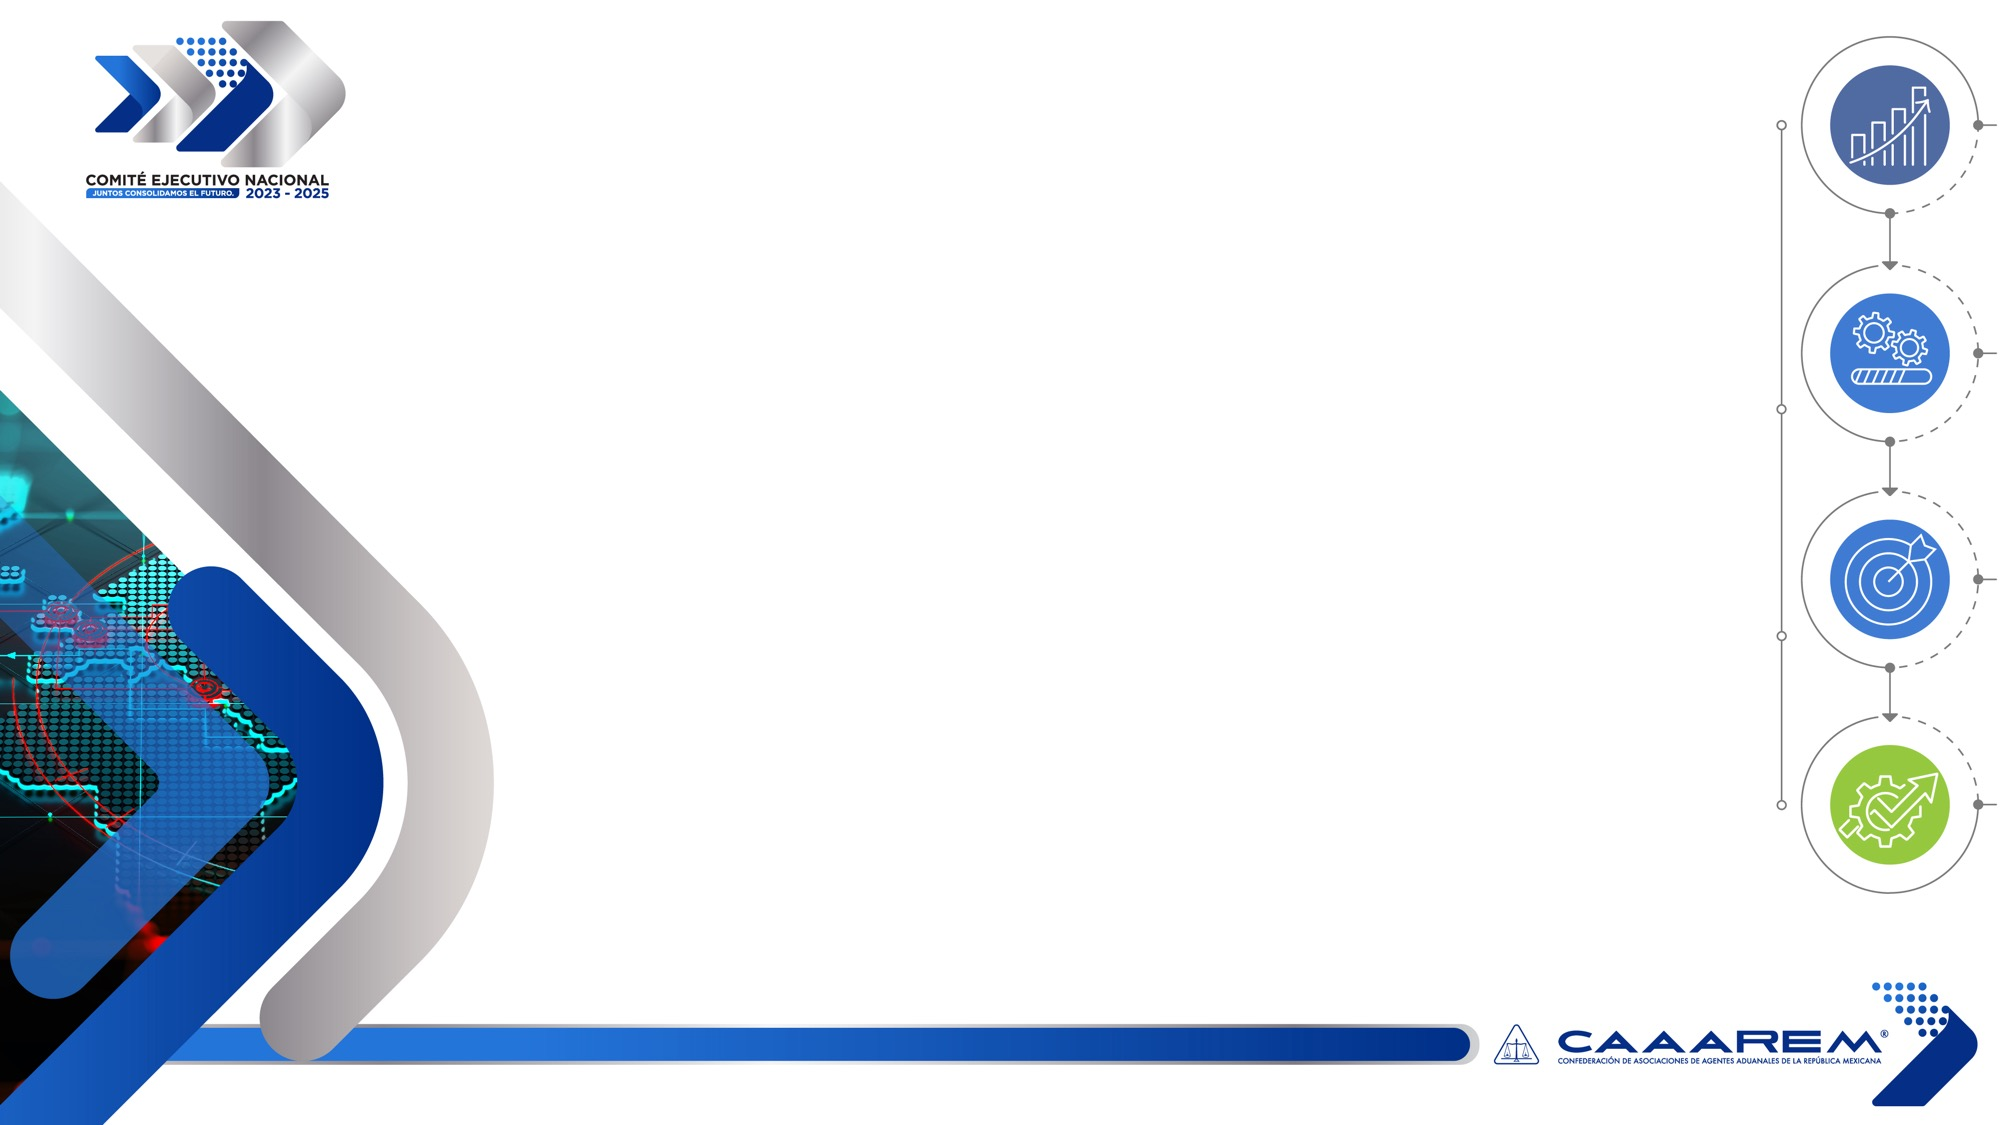 COMITÉ EJECUTIVO NACIONAL
JUNTOS CONSOLIDAMOS EL FUTURO. 2023 - 2025
CAAAREM®
CONFEDERACIÓN DE ASOCIACIONES DE AGENTES ADUANALES DE LA REPÚBLICA MEXICANA